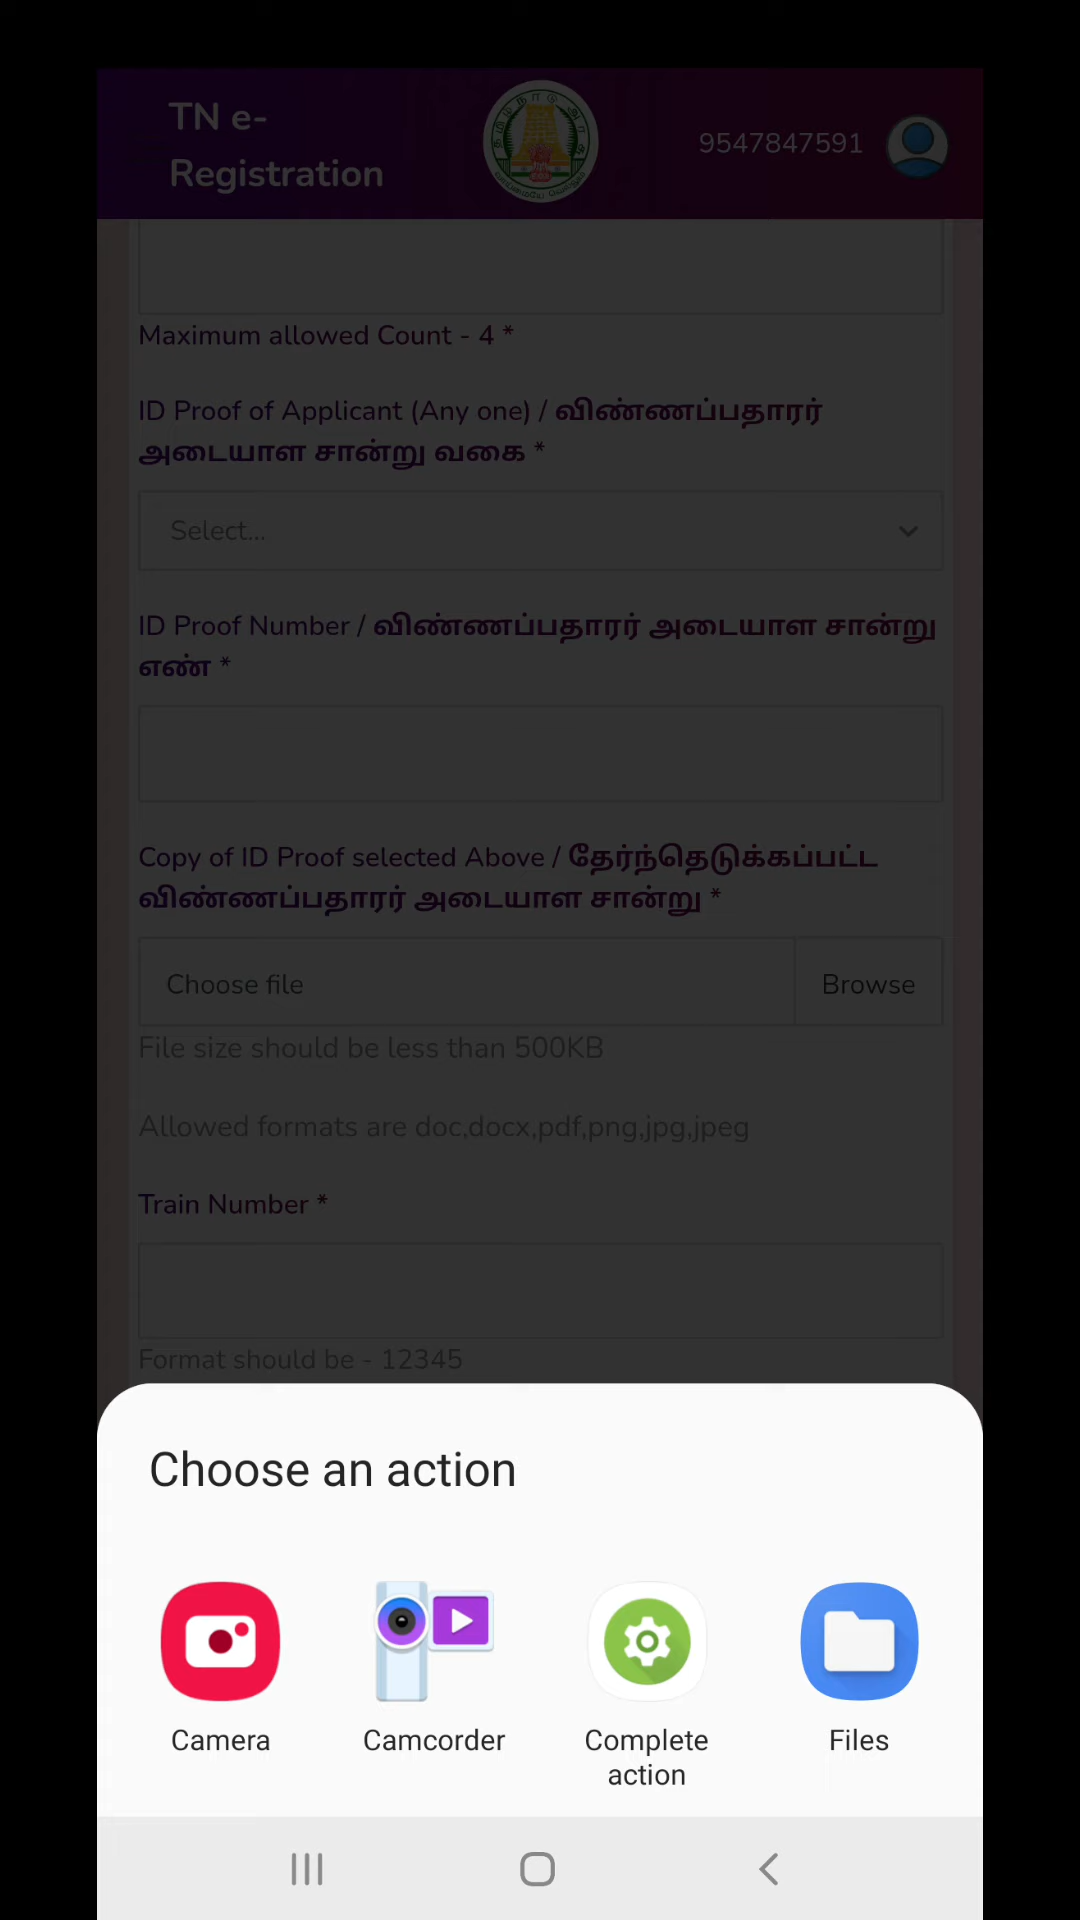 TN e-
Registration
9547847591
Maximum allowed Count - 4 *
ID Proof of Applicant (Any one) / விண்ணப்பதாரர்
அடையாள சான்று வகை *
Select...
ID Proof Number / விண்ணப்பதாரர் அடையாள சான்று
எண் *
Copy of ID Proof selected Above / தேர்ந்தெடுக்கப்பட்ட
விண்ணப்பதாரர் அடையாள சான்று *
Choose file
Browse
File size should be less than 500KB
Allowed formats are doc,docx,pdf,png,jpg,jpeg
Train Number *
Format should be - 12345
Choose an action
Camera
Camcorder
Complete
action
Files